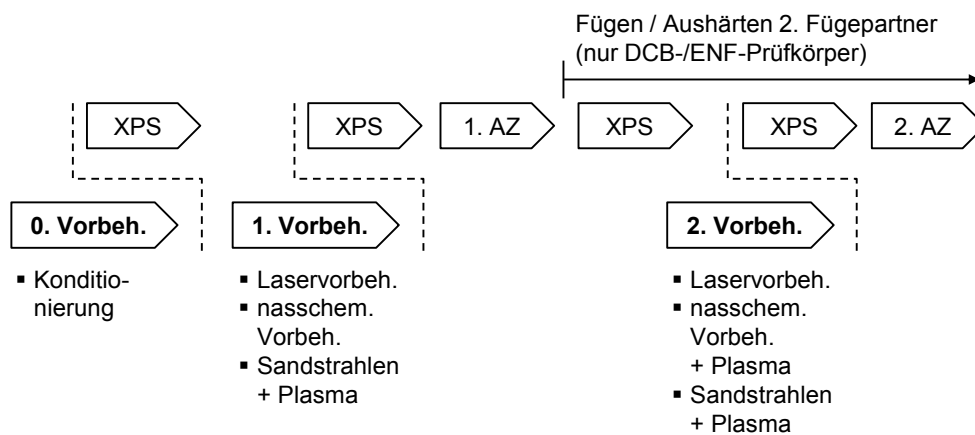 Fügen / Aushärten 2. Fügepartner
(nur DCB-/ENF-Prüfkörper)
XPS
XPS
1. AZ
XPS
XPS
2. AZ
0. Vorbeh.
1. Vorbeh.
2. Vorbeh.
▪ Konditio-
nierung
▪ Laservorbeh.
▪ nasschem.
Vorbeh.
▪ Sandstrahlen
+ Plasma
▪ Laservorbeh.
▪ nasschem.
Vorbeh.
+ Plasma
▪ Sandstrahlen
+ Plasma